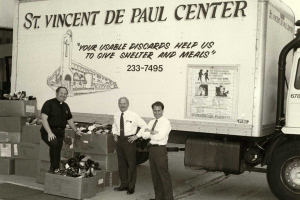 ST. VINCENT DE PAUL CENTER
"YOUR USABLE DISCARDS HELP US
TO GIVE SHELTER AND MEALS"
233-7495